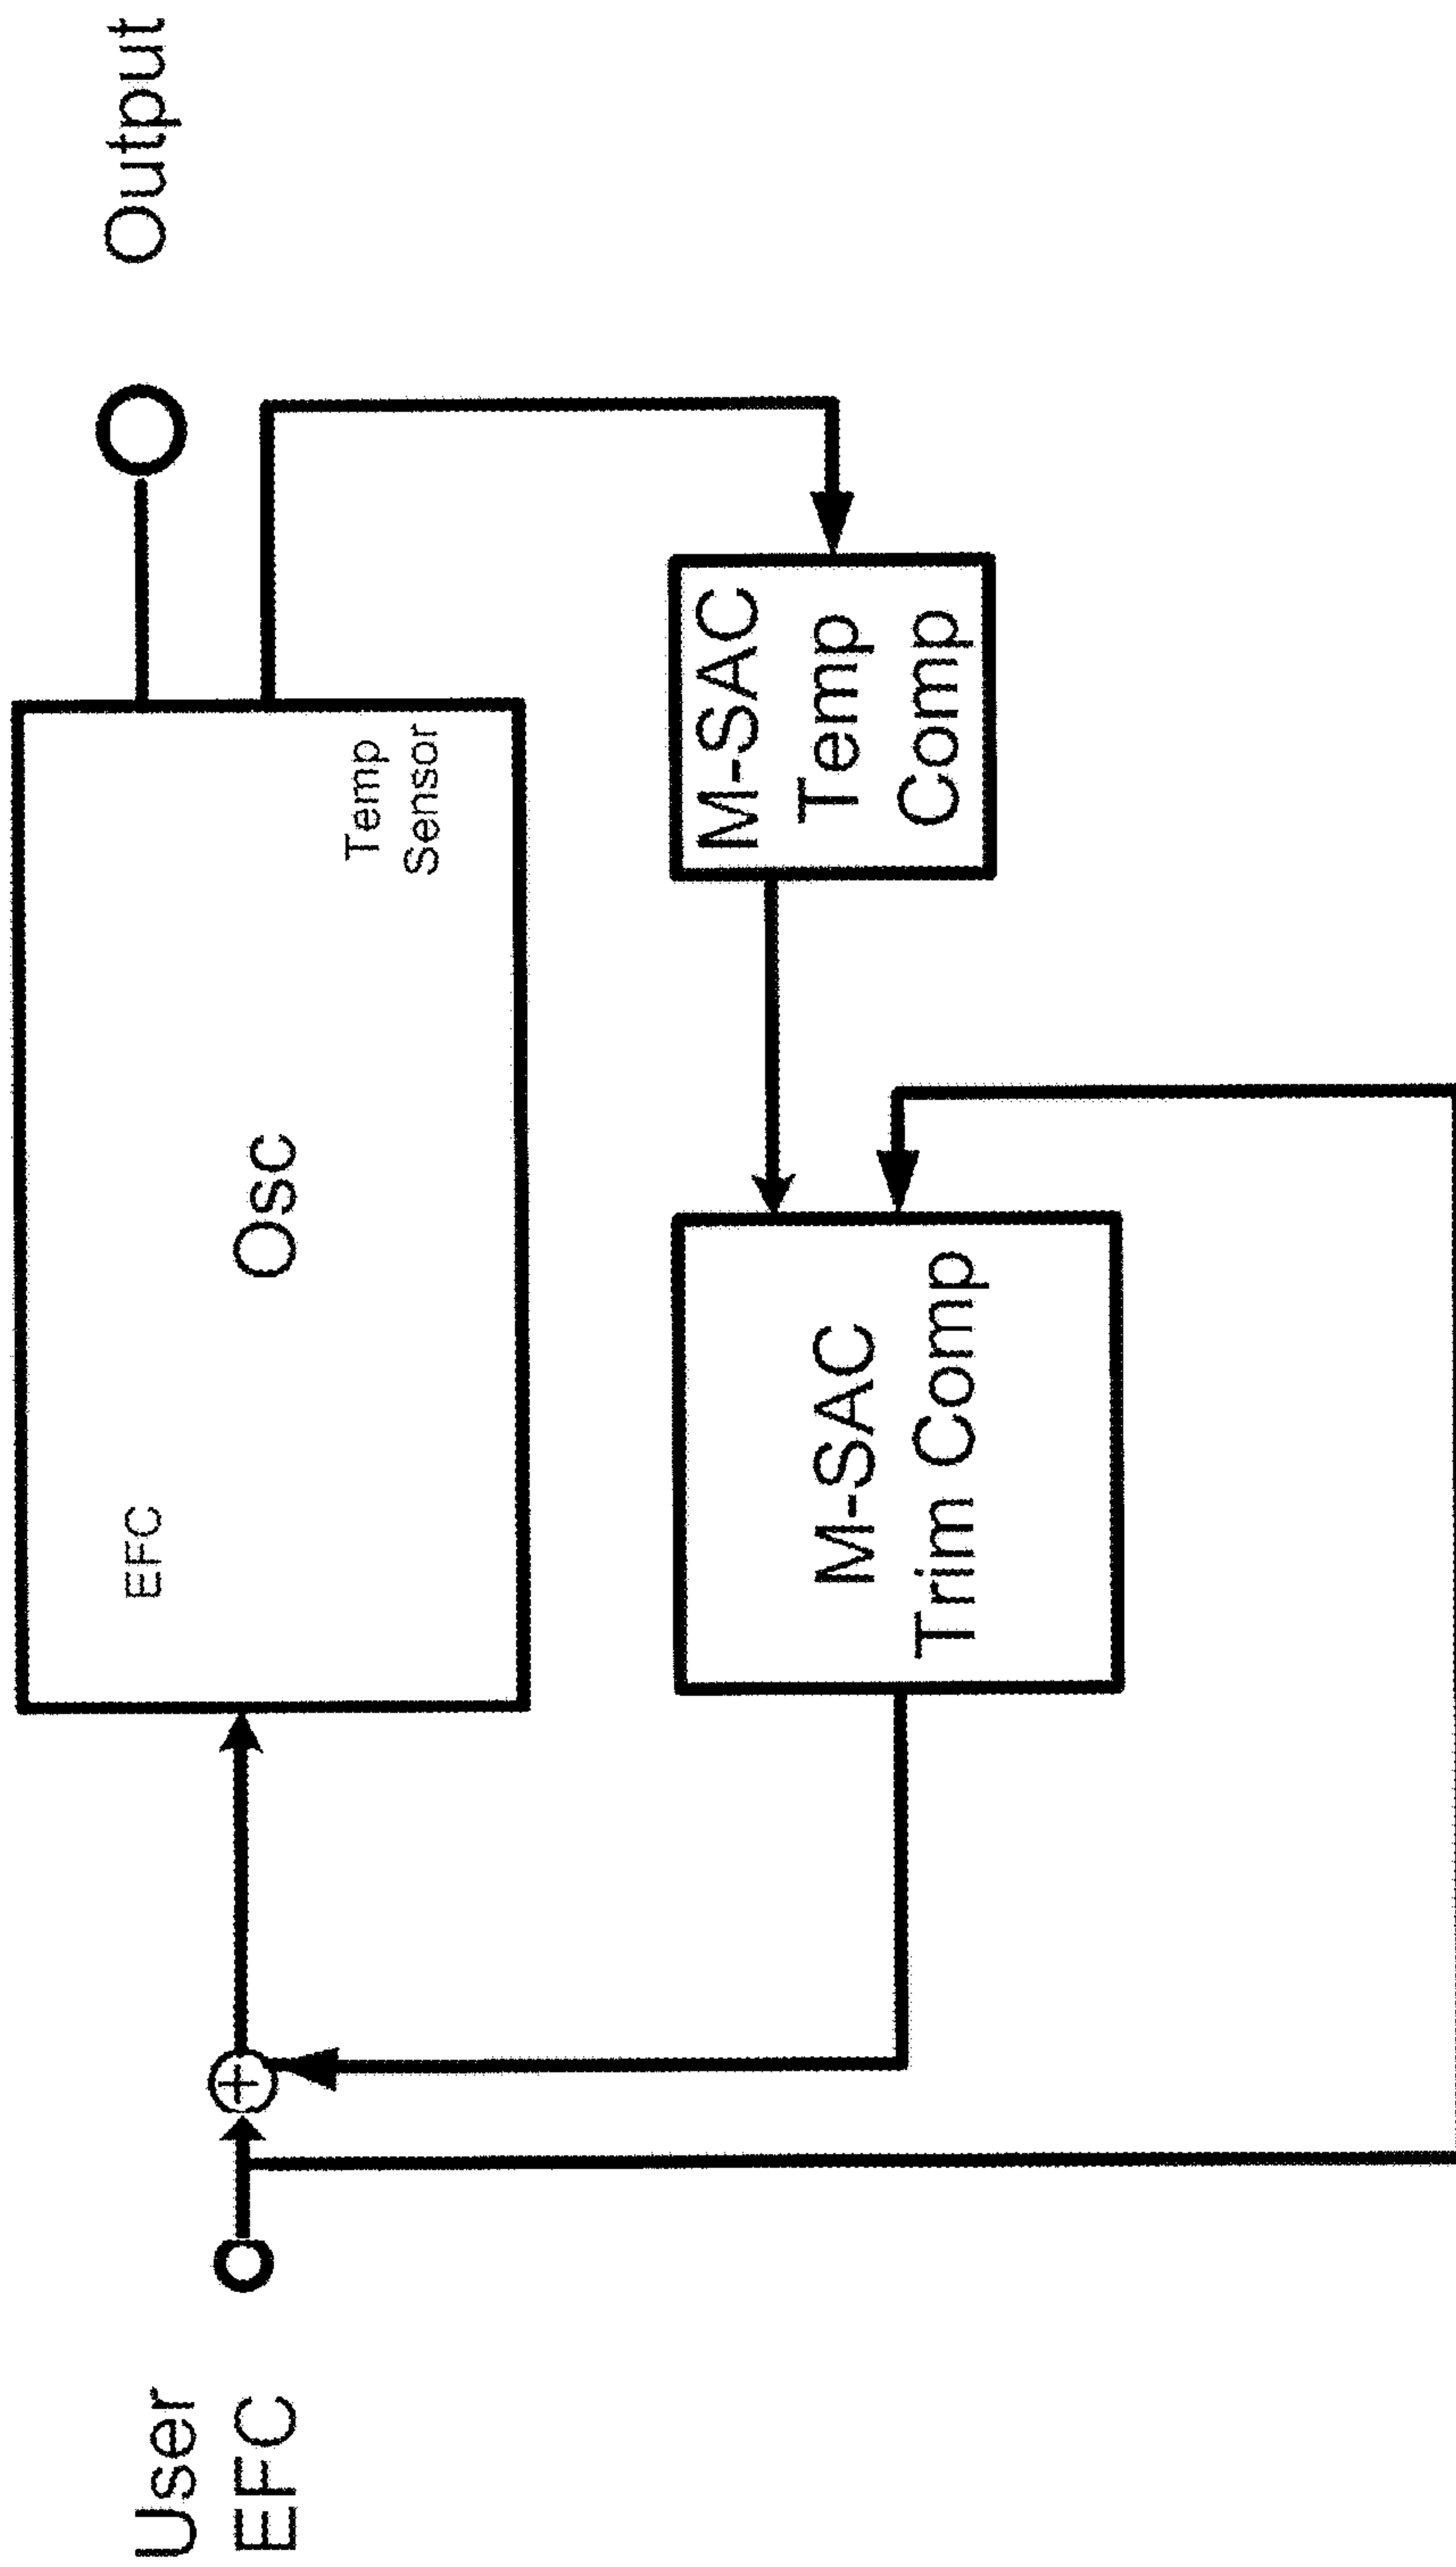 User
EFC
EFC
Osc
Temp
Sensor
Output
M-SAC
Trim Comp
M-SAC
Temp
Comp